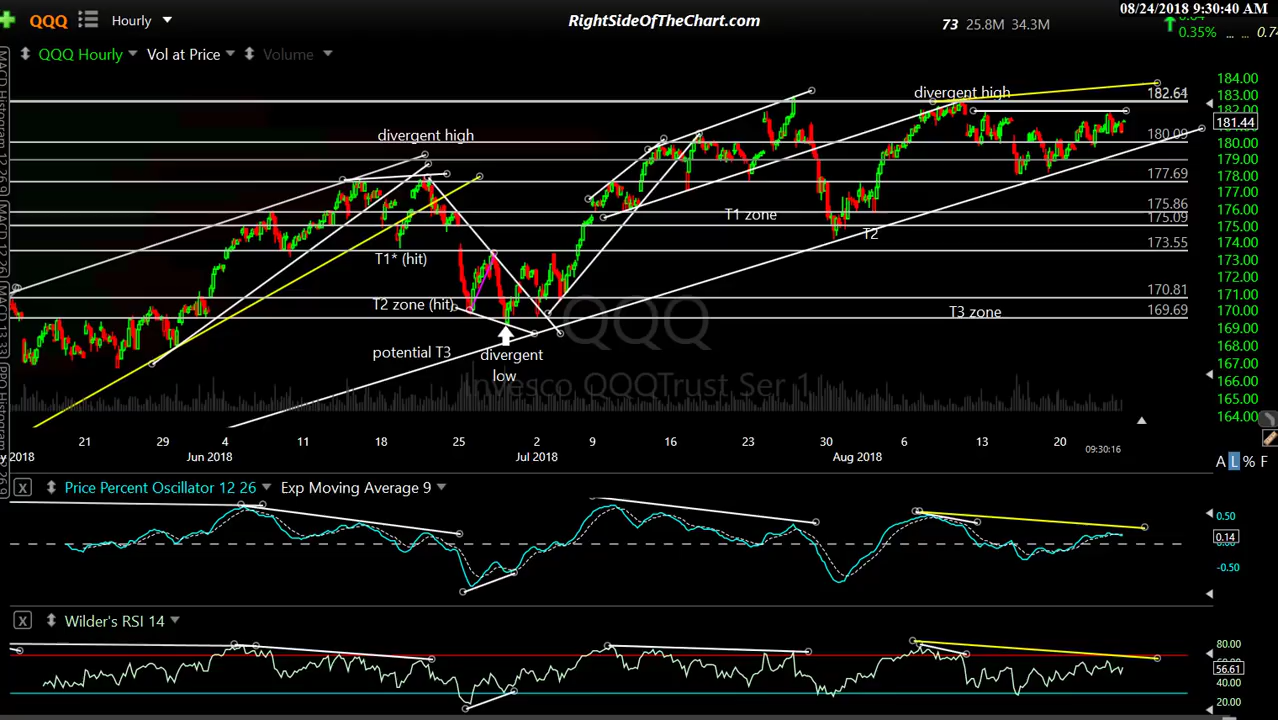 08/24/2018 9:30:40 AM
QQQ Hourly RightSideOfTheChart.com 73 25.8M 34.3M
0.35% ... ... 0.74
QQQ Hourly Vol at Price Volume
184.00
divergent high 182.64 183.00
182.00
181.44
divergent high 180.09 180.00
179.00
177.69 178.00
177.00
175.86 176.00
T1 zone 175.09 175.00
T2
173.55 174.00
T1* (hit) 173.00
172.00
170.81 171.00
T2 zone (hit) 170.00
T3 zone 169.69 169.00
QQQ
168.00
potential T3 divergent 167.00
low Invesco QQQTrust Ser 1 166.00
165.00
164.00
21 29 4 11 18 25 2 9 16 23 30 6 13 20 09:30:16
y 2018 Jun 2018 Jul 2018 Aug 2018 A L % F
X Price Percent Oscillator 12 26 Exp Moving Average 9
0.50
0.14
-0.50
X Wilder's RSI 14
80.00
56.61
40.00
20.00